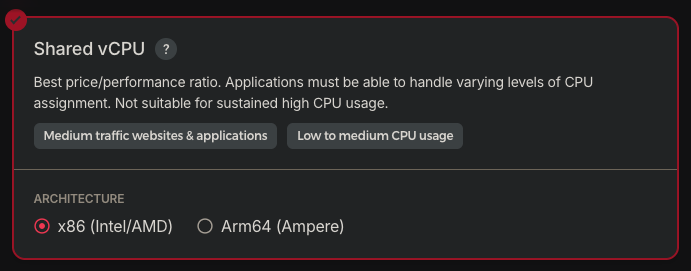 Shared vCPU ?
Best price/performance ratio. Applications must be able to handle varying levels of CPU
assignment. Not suitable for sustained high CPU usage.
Medium traffic websites & applications Low to medium CPU usage
ARCHITECTURE
x86 (Intel/AMD) Arm64 (Ampere)